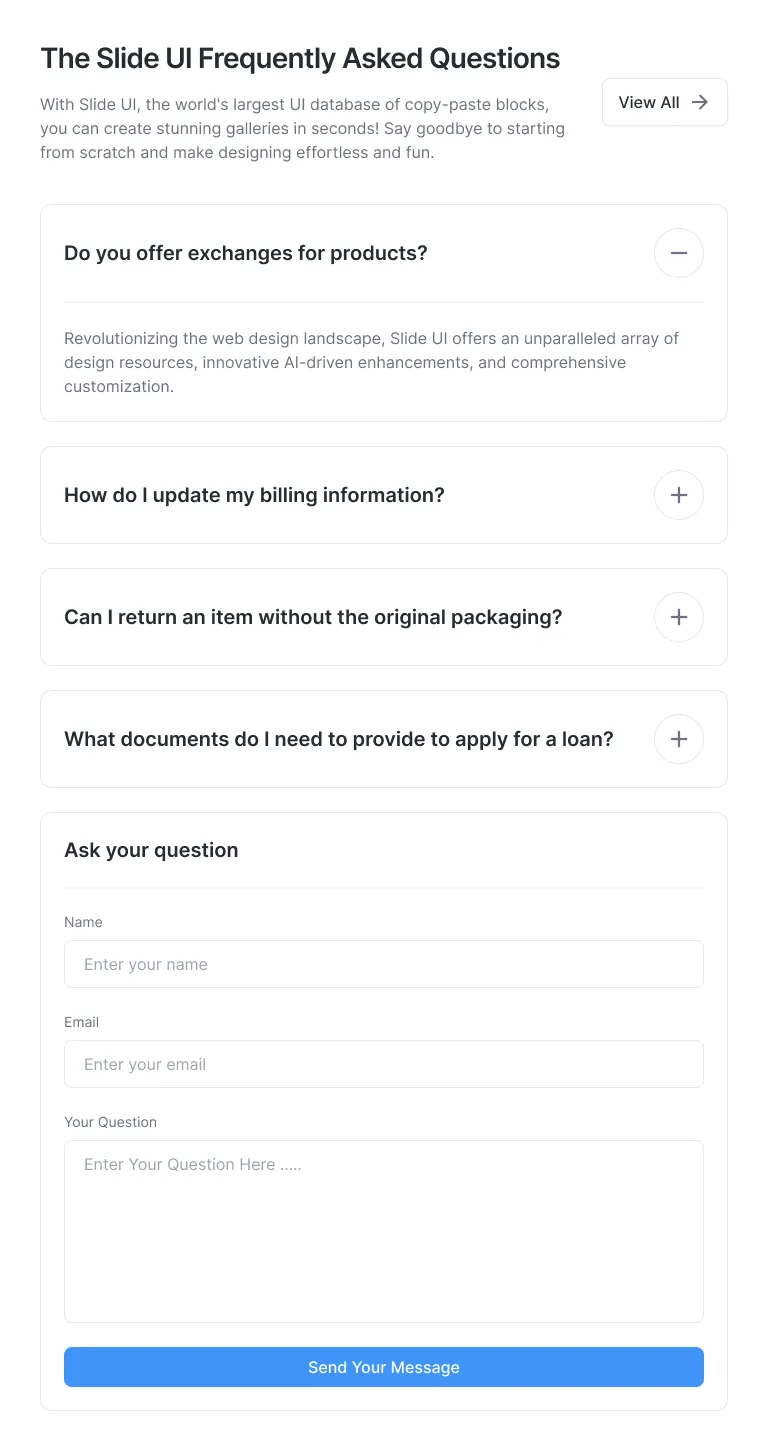 The Slide UI Frequently Asked Questions
With Slide UI, the world's largest UI database of copy-paste blocks,
you can create stunning galleries in seconds! Say goodbye to starting
from scratch and make designing effortless and fun.
View All
Do you offer exchanges for products?
Revolutionizing the web design landscape, Slide UI offers an unparalleled array of
design resources, innovative AI-driven enhancements, and comprehensive
customization.
How do I update my billing information?
Can I return an item without the original packaging?
What documents do I need to provide to apply for a loan?
Ask your question
Name
Enter your name
Email
Enter your email
Your Question
Enter Your Question Here .....
Send Your Message